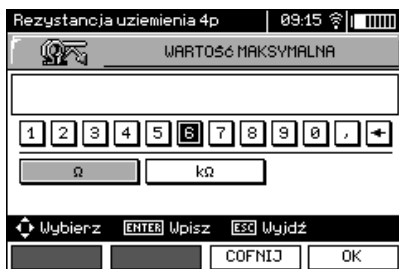 Rezystancja uziemienia 4p 09:15
WARTOŚĆ MAKSYMALNA
1 2 3 4 5 6 7 8 9 0 , ←
Ω kΩ
Wybierz ENTER Wpisz ESC Wyjdź
COFNIJ OK